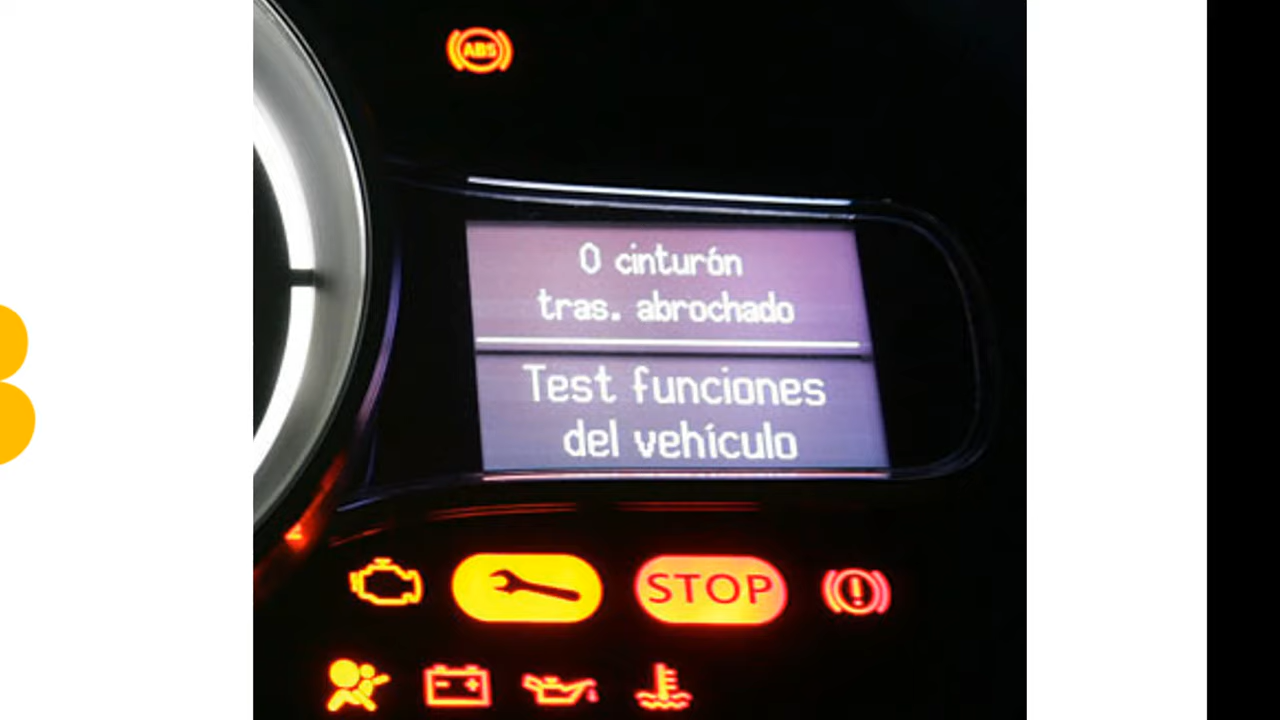 ABS
0 cinturón
tras. abrochado
Test funciones
del vehículo
STOP